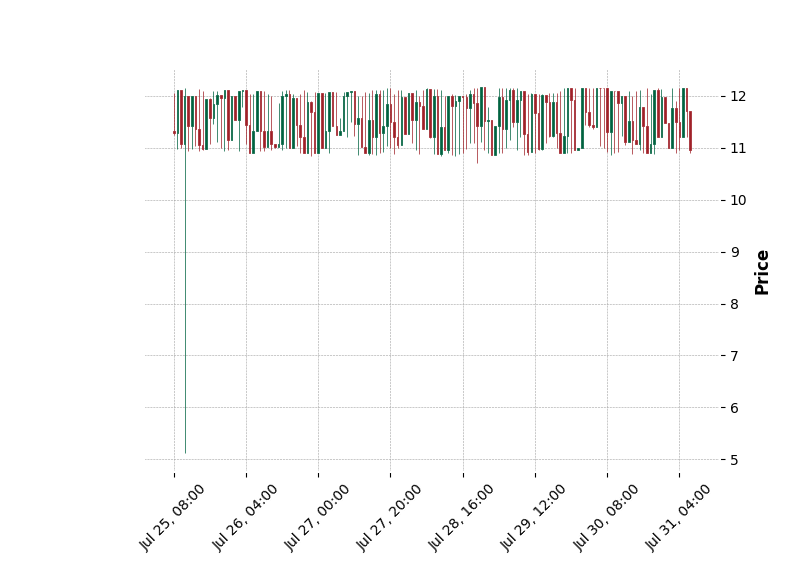 12
11
10
9
8
7
6
5
Price
Jul 25, 08:00
Jul 26, 04:00
Jul 27, 00:00
Jul 27, 20:00
Jul 28, 16:00
Jul 29, 12:00
Jul 30, 08:00
Jul 31, 04:00